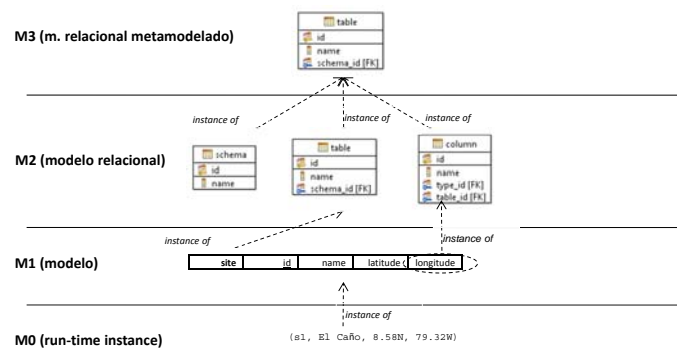 M3 (m. relacional metamodelado)
table
id
name
schema_id [FK]
instance of
instance of
instance of
M2 (modelo relacional)
schema
id
name
table
id
name
schema_id [FK]
column
id
name
type_id [FK]
table_id [FK]
instance of
instance of
M1 (modelo)
site id name latitude longitude
instance of
M0 (run-time instance)
(s1, El Caño, 8.58N, 79.32W)